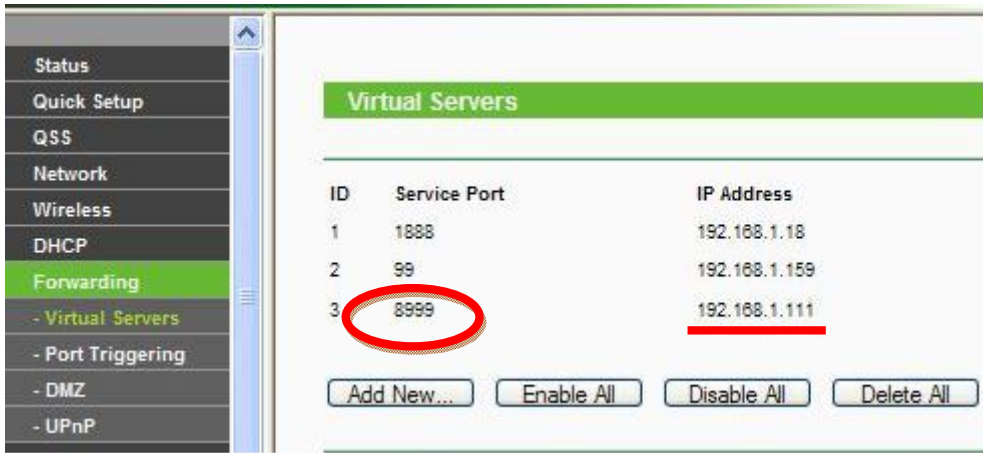 Status
Quick Setup
QSS
Network
Wireless
DHCP
Forwarding
- Virtual Servers
- Port Triggering
- DMZ
- UPnP
Virtual Servers
ID Service Port IP Address
1 1888 192.168.1.18
2 99 192.168.1.159
3 8999 192.168.1.111
Add New... Enable All Disable All Delete All